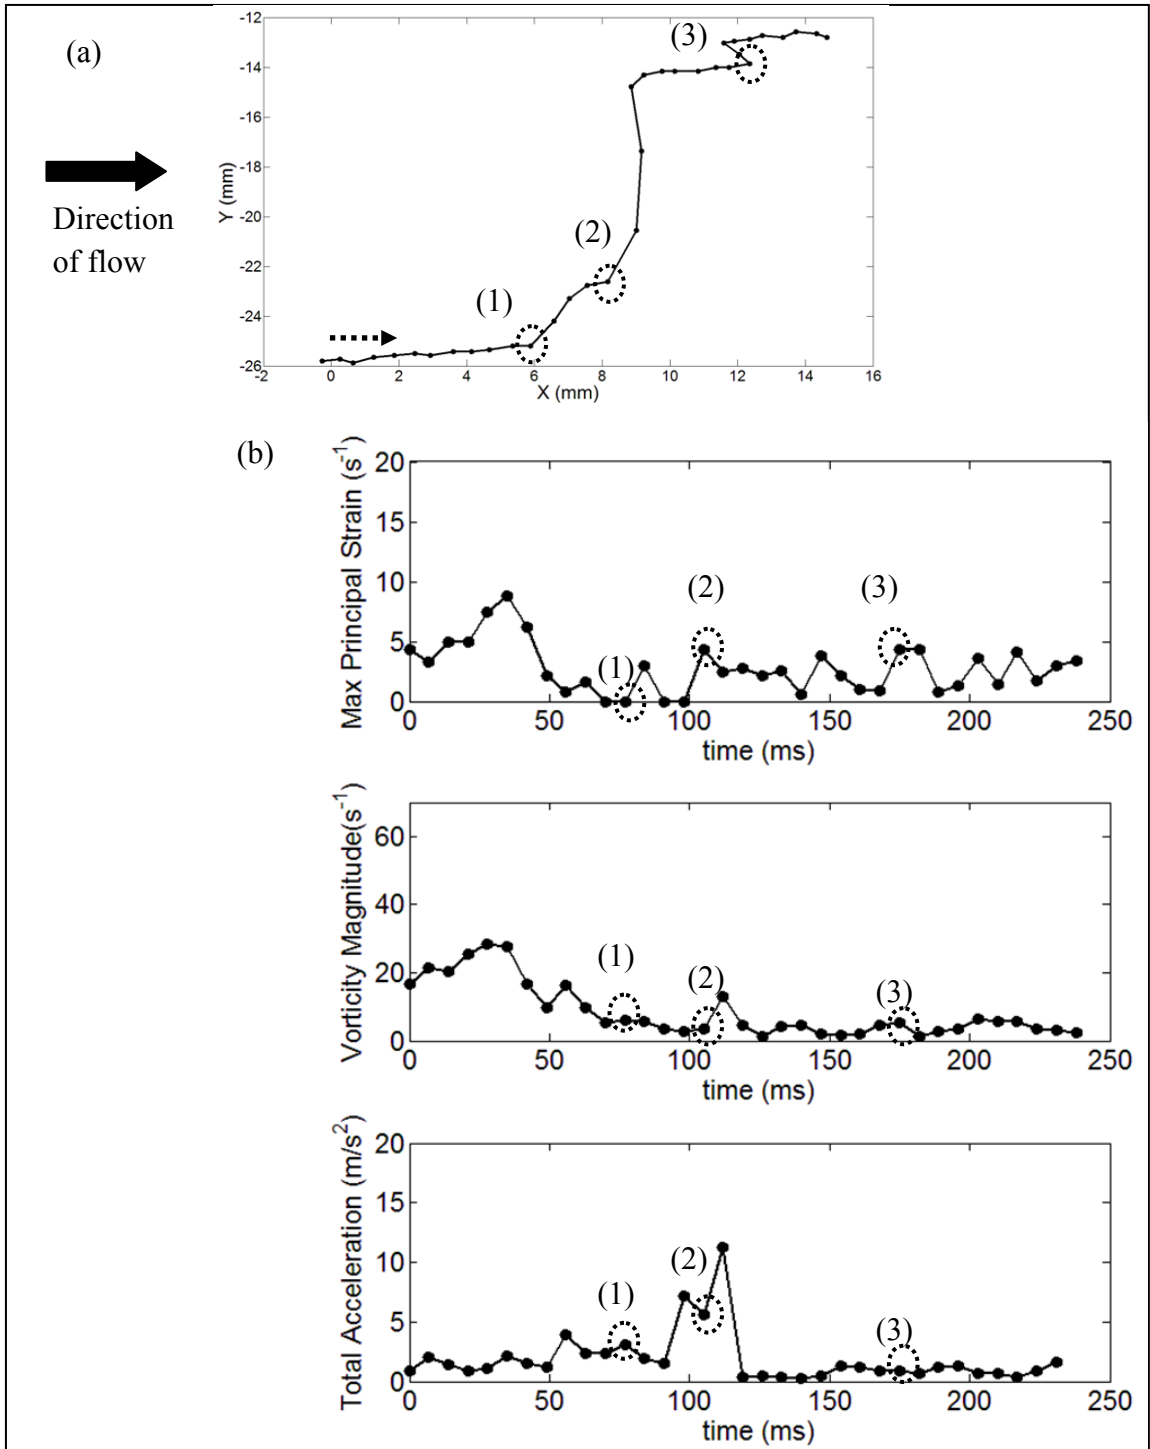 (a)
Direction
of flow
-12
-14
-16
-18
-20
-22
-24
-26
Y (mm)
(1)
(2)
(3)
-2 0 2 4 6 8 10 12 14 16
X (mm)
(b)
Max Principal Strain (s-1)
20
15
10
5
0
(1)
(2)
(3)
0 50 100 150 200 250
time (ms)
Vorticity Magnitude(s-1)
60
40
20
0
(1)
(2)
(3)
0 50 100 150 200 250
time (ms)
Total Acceleration (m/s2)
20
15
10
5
0
(1)
(2)
(3)
0 50 100 150 200 250
time (ms)